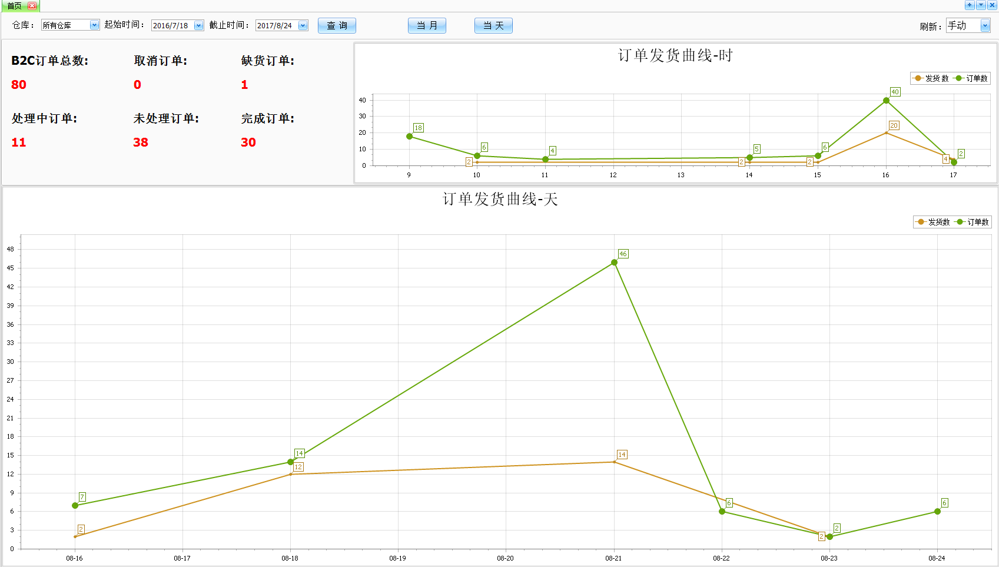 首页
仓库： 所有仓库 起始时间： 2016/7/18 截止时间： 2017/8/24 查 询 当 月 当 天 刷新： 手动
B2C订单总数: 取消订单: 缺货订单:
80 0 1
处理中订单: 未处理订单: 完成订单:
11 38 30
订单发货曲线-时
发货 数 订单数
40
30
20
10
0
18 6 4 5 6 40 2
2 2 2 20 4
9 10 11 12 13 14 15 16 17
订单发货曲线-天
发货数 订单数
48
45
42
39
36
33
30
27
24
21
18
15
12
9
6
3
0
7 14 46 6 2 6
2 12 14 2
08-16 08-17 08-18 08-19 08-20 08-21 08-22 08-23 08-24